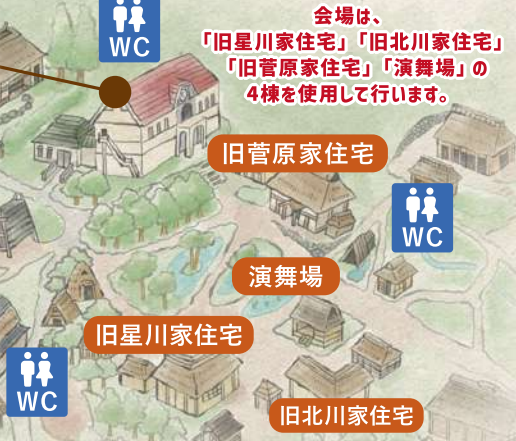 WC
会場は、
「旧星川家住宅」「旧北川家住宅」
「旧菅原家住宅」「演舞場」の
4棟を使用して行います。
旧菅原家住宅
WC
演舞場
旧星川家住宅
WC
旧北川家住宅